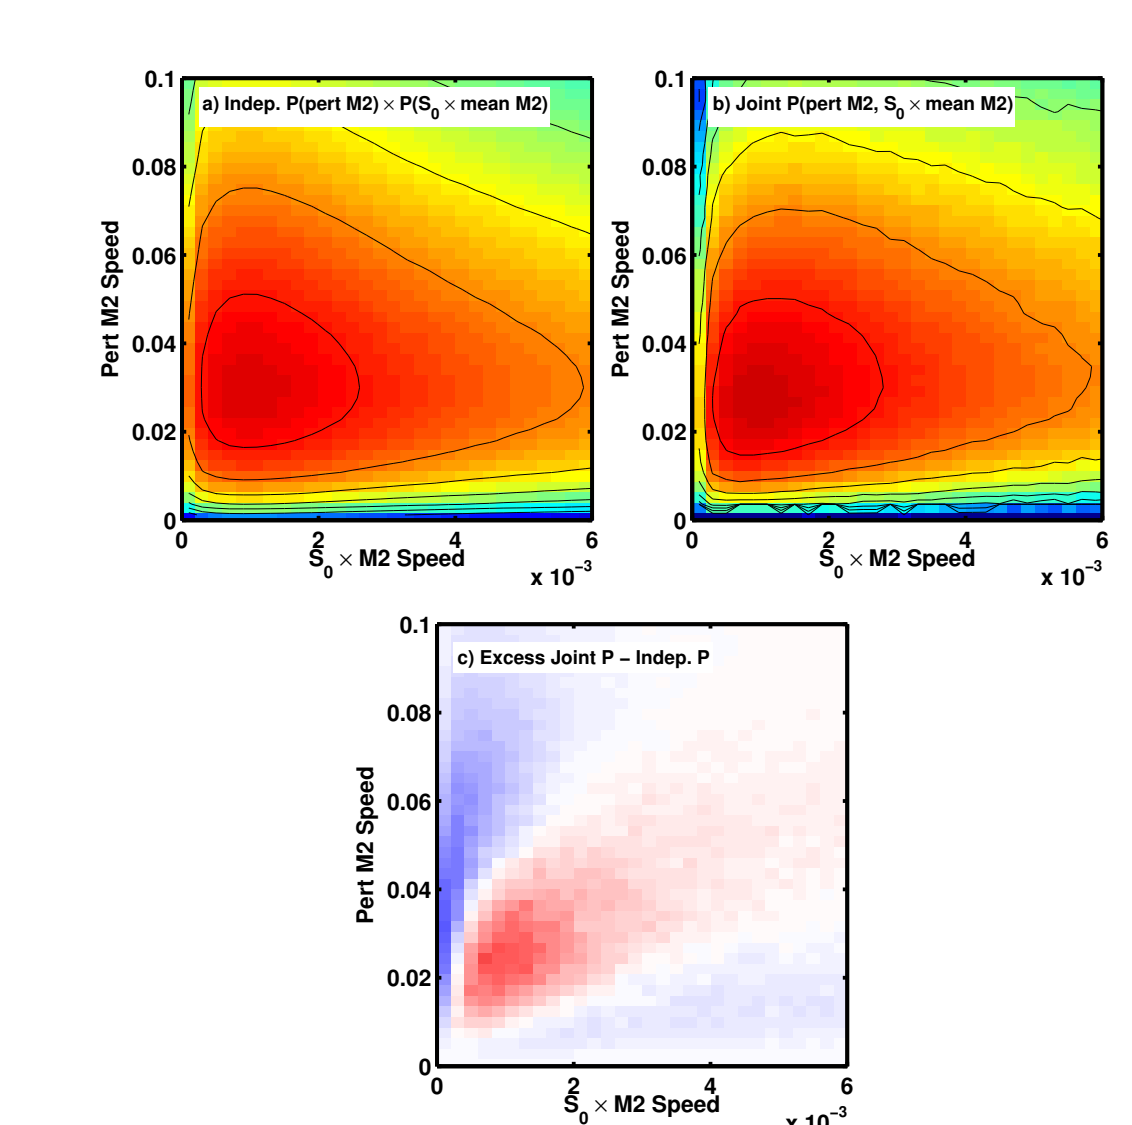 a) Indep. P(pert M2) × P(S0 × mean M2)
0.1
0.08
0.06
0.04
0.02
0
Pert M2 Speed
0 2 4 6
S0 × M2 Speed
x 10−3
b) Joint P(pert M2, S0 × mean M2)
0.1
0.08
0.06
0.04
0.02
0
Pert M2 Speed
0 2 4 6
S0 × M2 Speed
x 10−3
c) Excess Joint P − Indep. P
0.1
0.08
0.06
0.04
0.02
0
Pert M2 Speed
0 2 4 6
S0 × M2 Speed
x 10−3